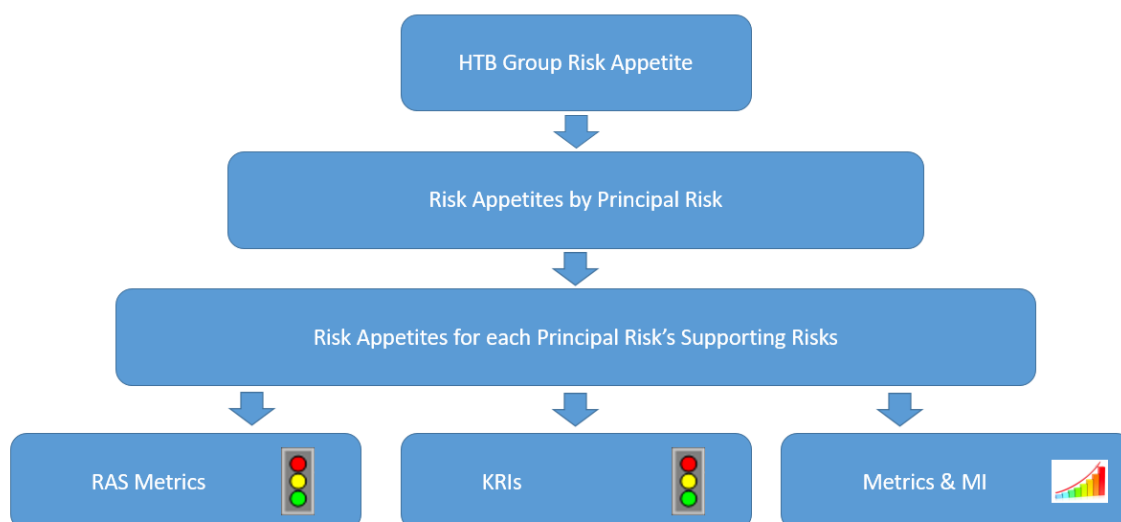 HTB Group Risk Appetite
Risk Appetites by Principal Risk
Risk Appetites for each Principal Risk's Supporting Risks
RAS Metrics
KRIs
Metrics & MI